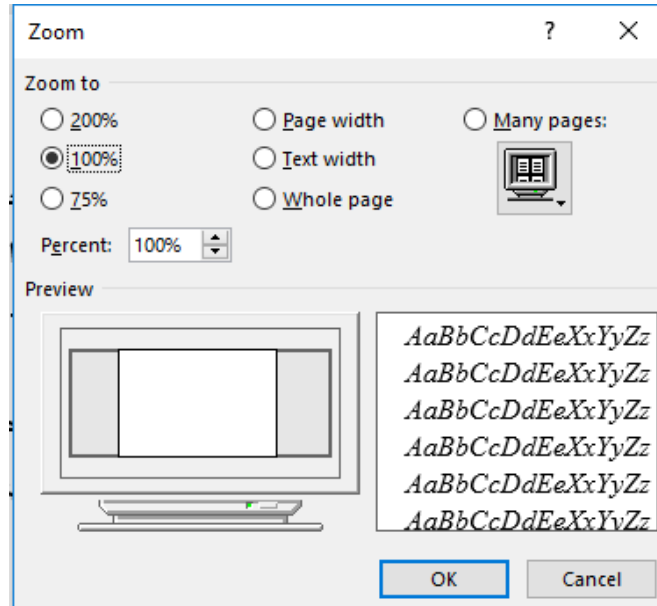 Zoom ? X
Zoom to
200% Page width Many pages:
100% Text width
75% Whole page
Percent: 100%
Preview
AaBbCcDdEeXxYyZz
AaBbCcDdEeXxYyZz
AaBbCcDdEeXxYyZz
AaBbCcDdEeXxYyZz
AaBbCcDdEeXxYyZz
AaBbCcDdEeXxYyZz
OK Cancel